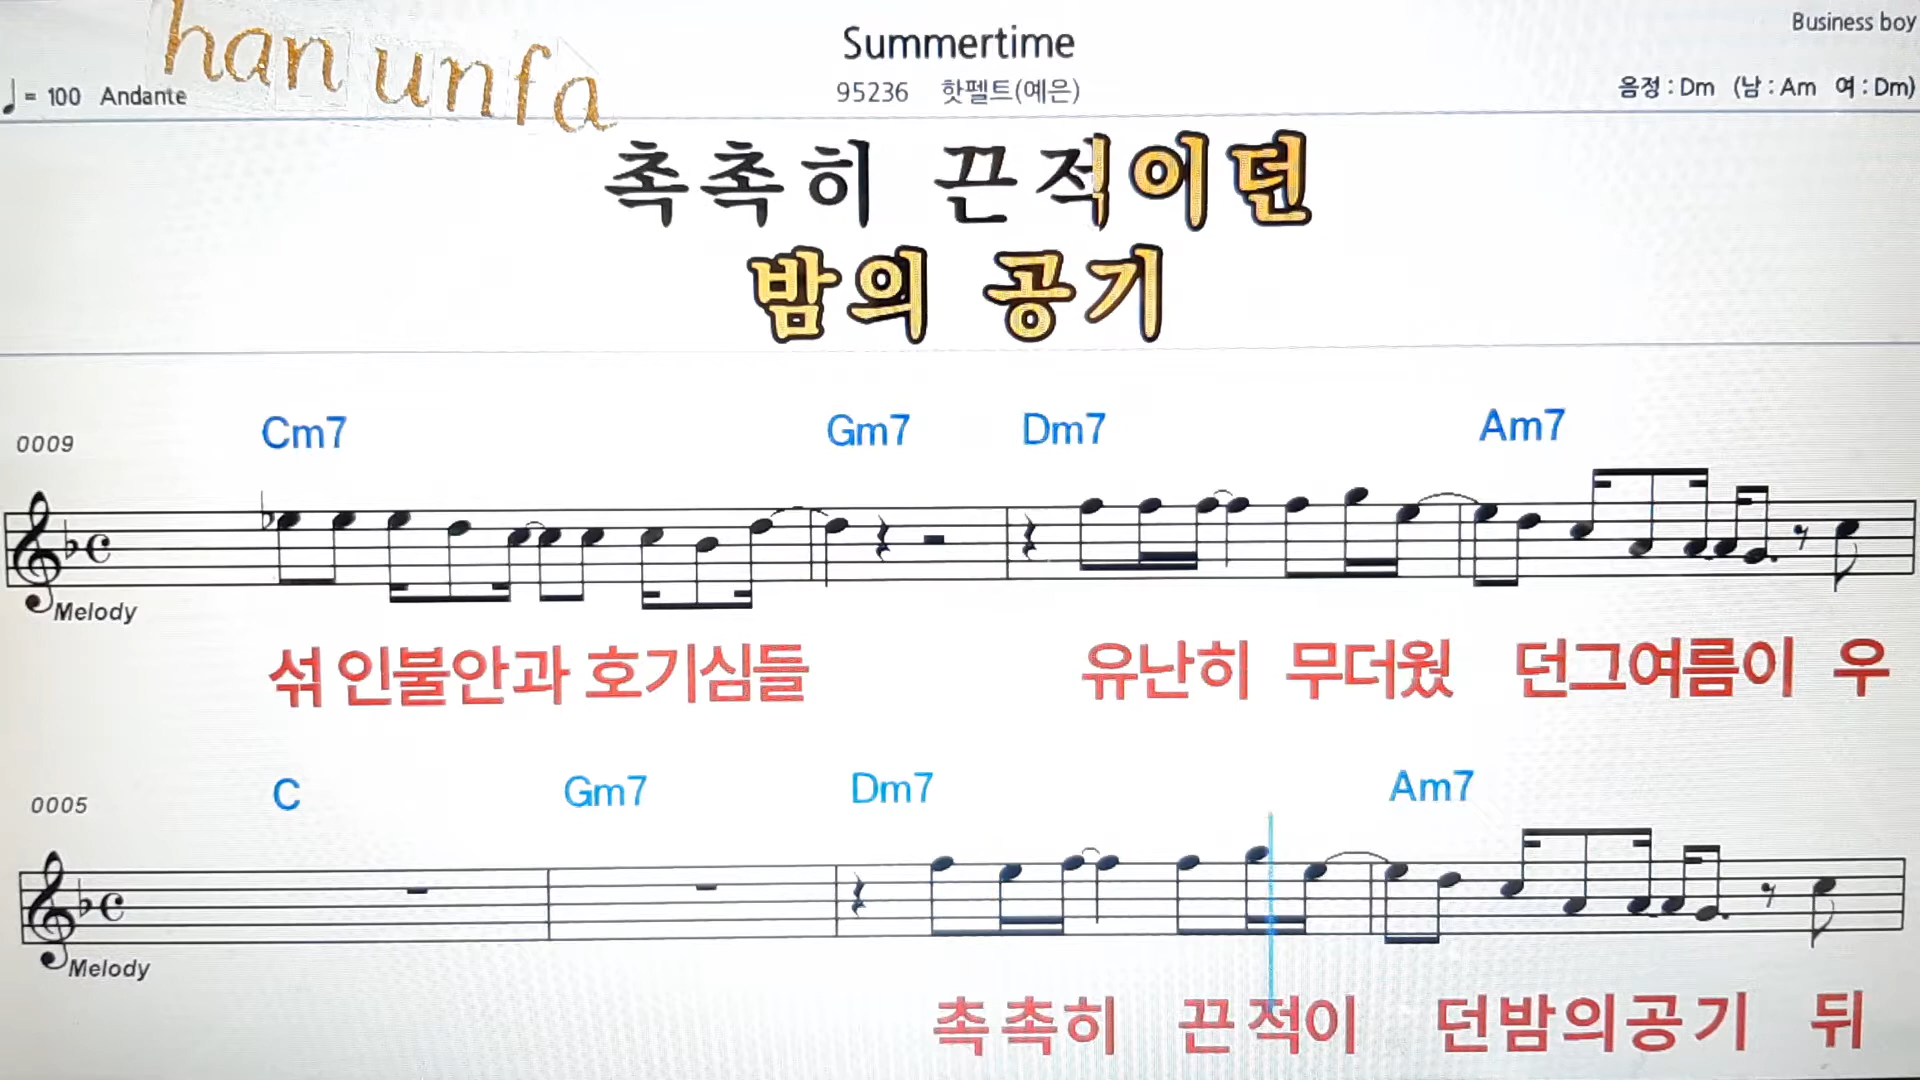 han unfa
Summertime
Business boy
= 100 Andante
95236 핫펠트(예은)
음정 : Dm (남 : Am 여 : Dm)
촉촉히 끈적이던
밤의 공기
0009 Cm7 Gm7 Dm7 Am7
Melody
섞 인불안과 호기심들 유난히 무더웠 던그여름이 우
0005 C Gm7 Dm7 Am7
Melody
촉촉히 끈적이 던밤의공기 뒤